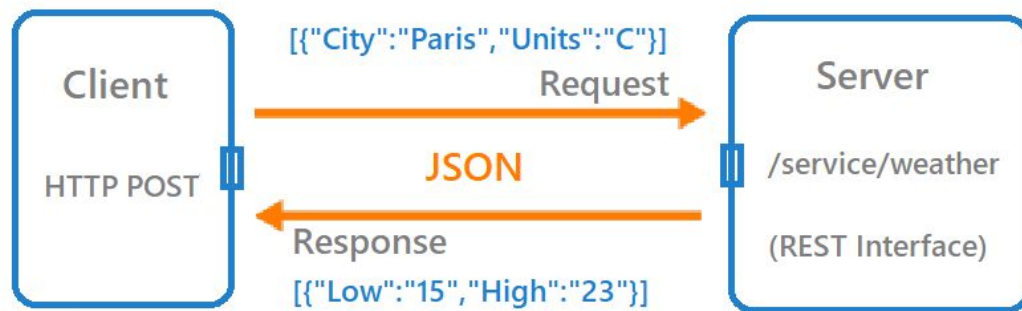 Client
HTTP POST
[{"City":"Paris","Units":"C"}]
Request
JSON
Response
[{"Low":"15","High":"23"}]
Server
/service/weather
(REST Interface)